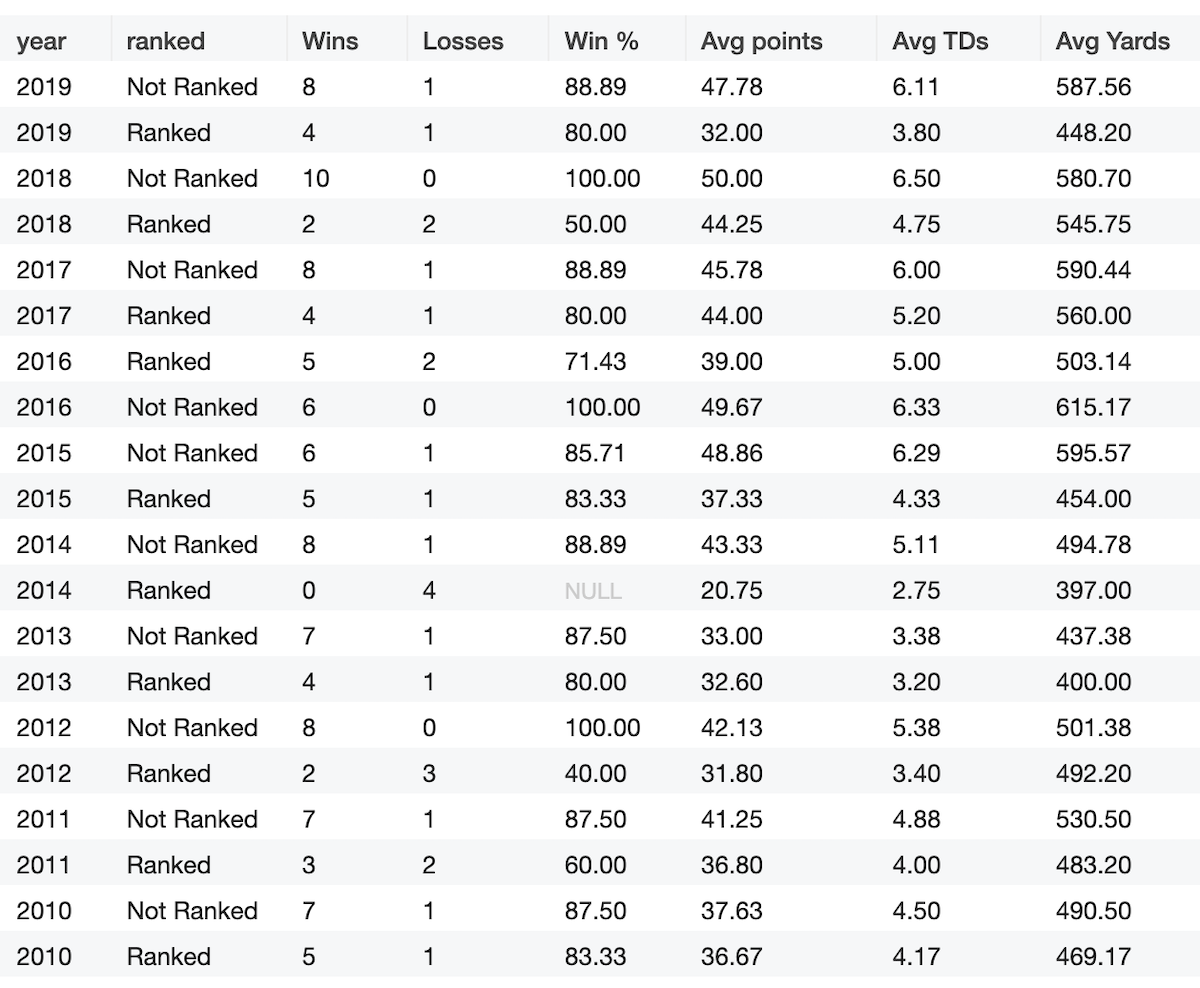 year ranked Wins Losses Win % Avg points Avg TDs Avg Yards
2019 Not Ranked 8 1 88.89 47.78 6.11 587.56
2019 Ranked 4 1 80.00 32.00 3.80 448.20
2018 Not Ranked 10 0 100.00 50.00 6.50 580.70
2018 Ranked 2 2 50.00 44.25 4.75 545.75
2017 Not Ranked 8 1 88.89 45.78 6.00 590.44
2017 Ranked 4 1 80.00 44.00 5.20 560.00
2016 Ranked 5 2 71.43 39.00 5.00 503.14
2016 Not Ranked 6 0 100.00 49.67 6.33 615.17
2015 Not Ranked 6 1 85.71 48.86 6.29 595.57
2015 Ranked 5 1 83.33 37.33 4.33 454.00
2014 Not Ranked 8 1 88.89 43.33 5.11 494.78
2014 Ranked 0 4 NULL 20.75 2.75 397.00
2013 Not Ranked 7 1 87.50 33.00 3.38 437.38
2013 Ranked 4 1 80.00 32.60 3.20 400.00
2012 Not Ranked 8 0 100.00 42.13 5.38 501.38
2012 Ranked 2 3 40.00 31.80 3.40 492.20
2011 Not Ranked 7 1 87.50 41.25 4.88 530.50
2011 Ranked 3 2 60.00 36.80 4.00 483.20
2010 Not Ranked 7 1 87.50 37.63 4.50 490.50
2010 Ranked 5 1 83.33 36.67 4.17 469.17